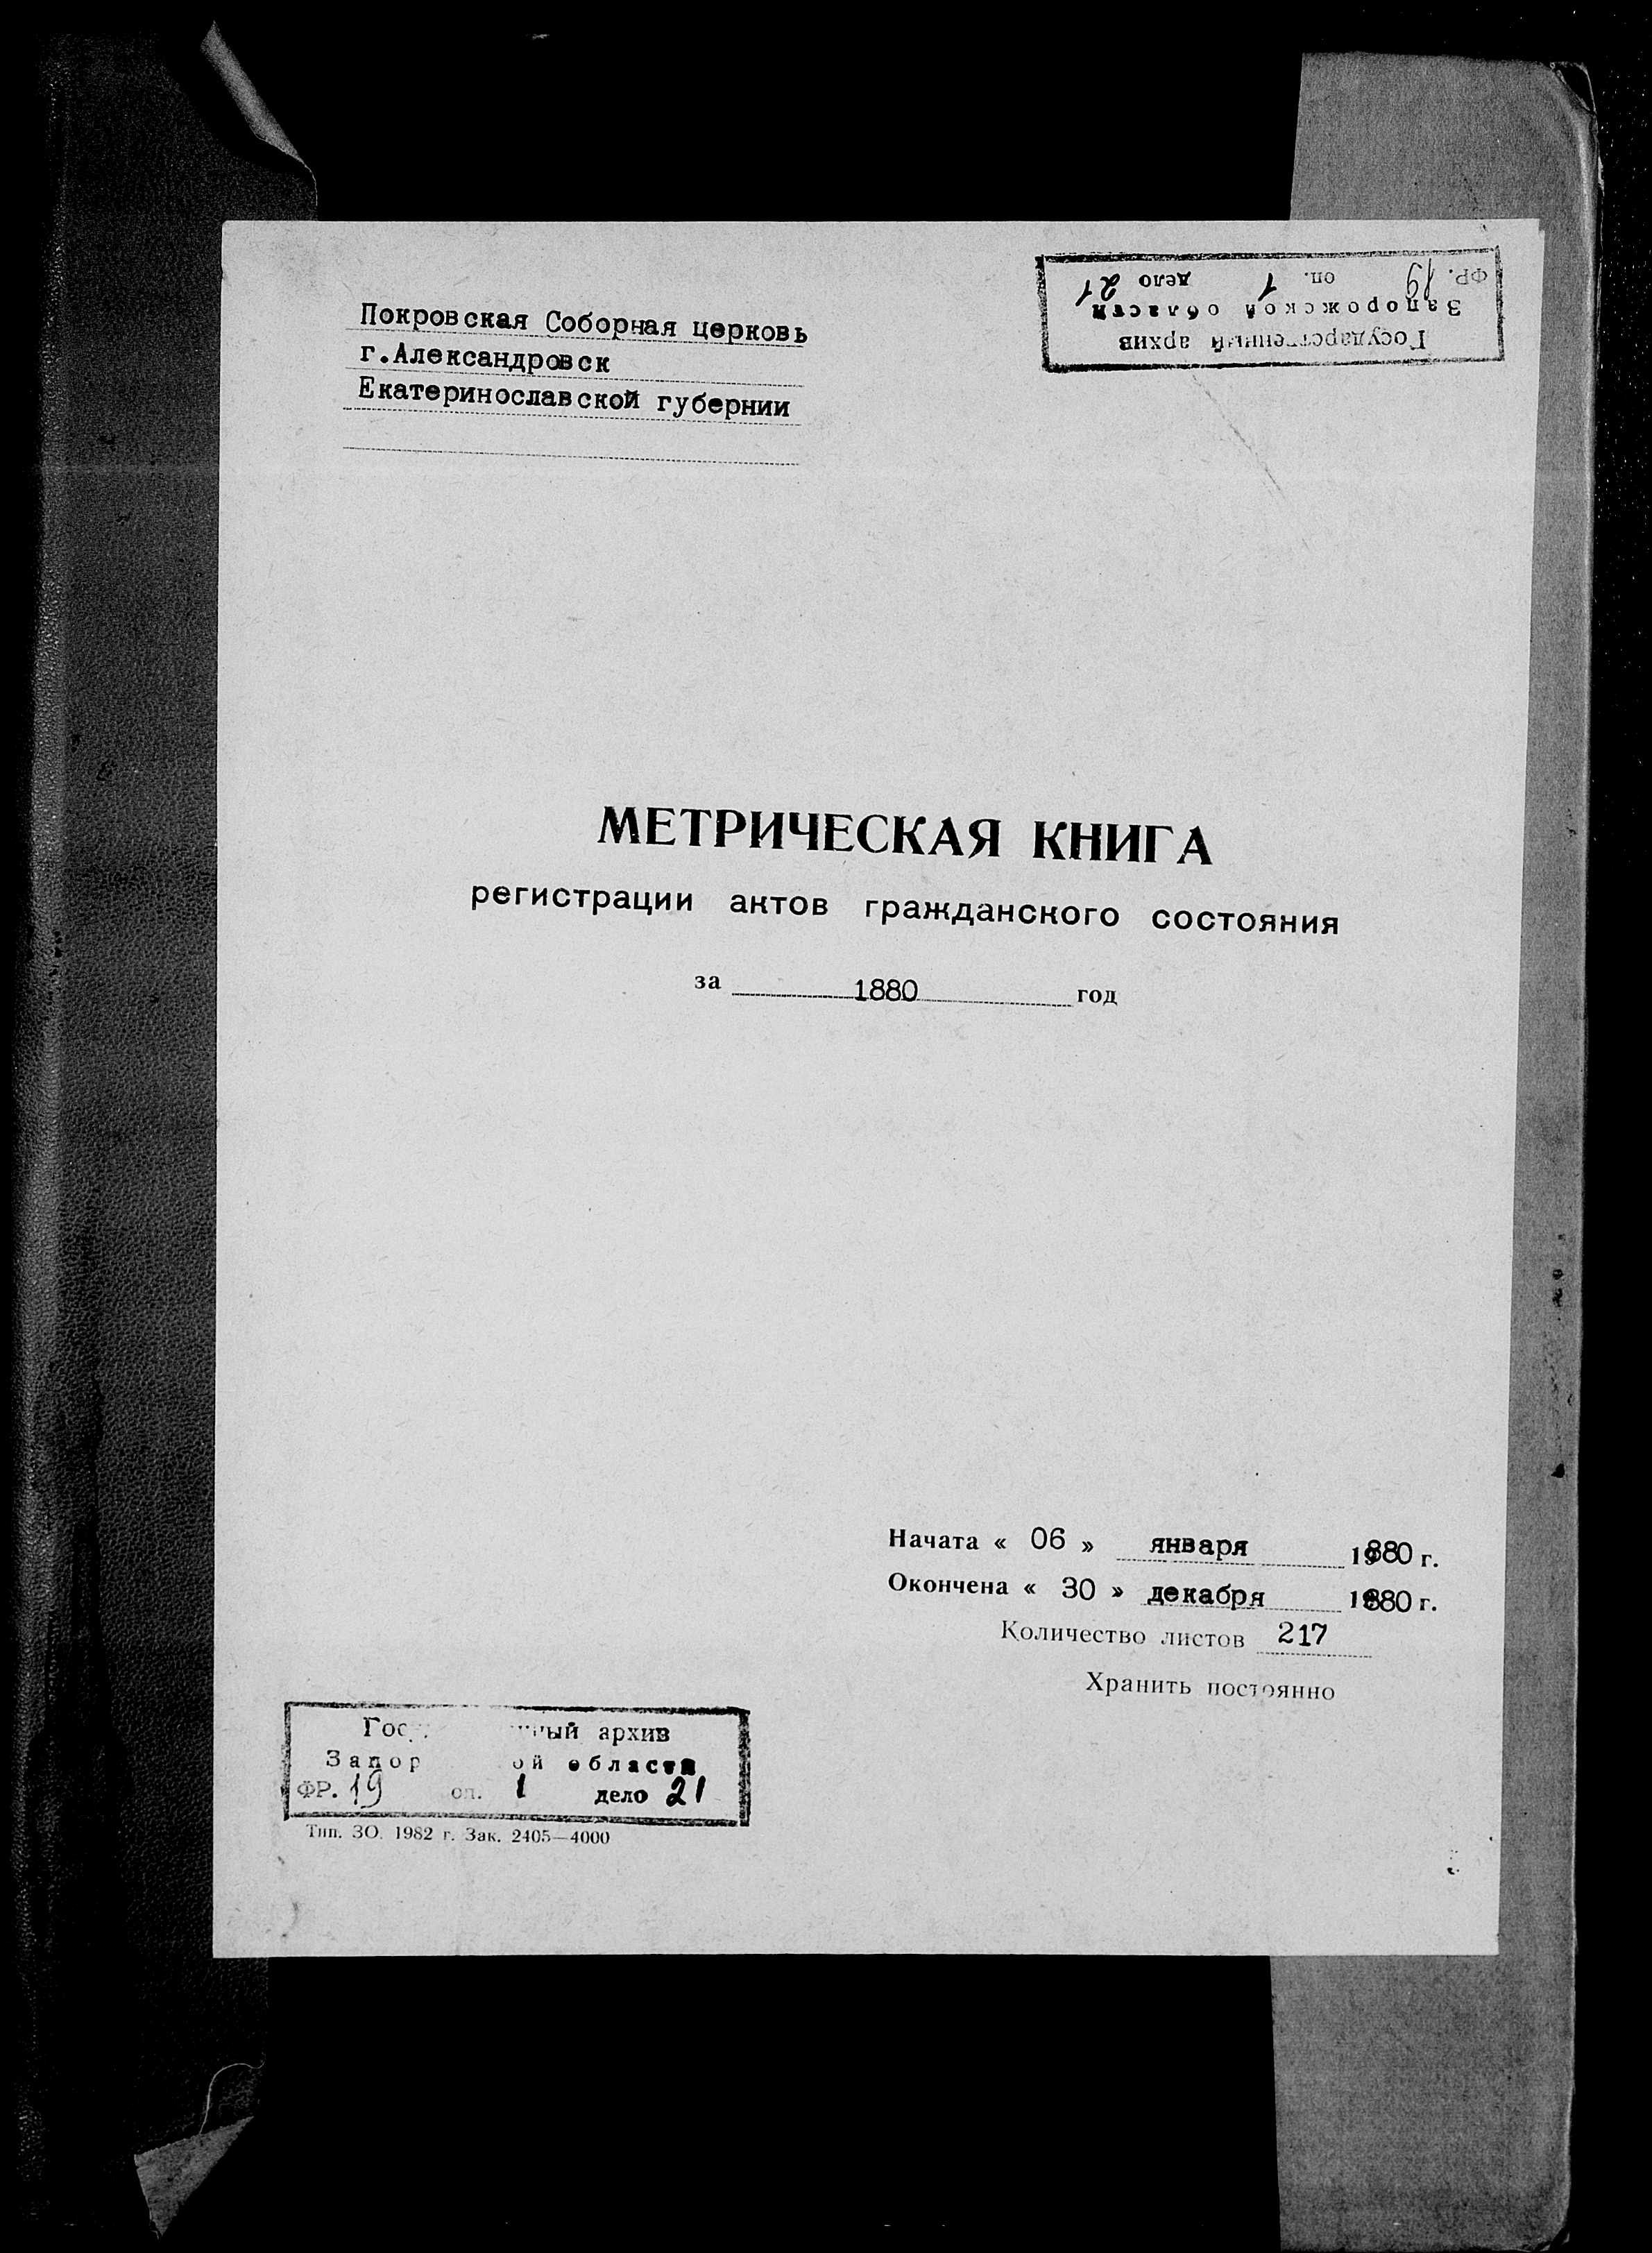 Покровская Соборная церковь
г.Александровск
Екатеринославской губернии
Государственный архив
Запорожской области
ФР. 19 оп. 1 дело 21
МЕТРИЧЕСКАЯ КНИГА
регистрации актов гражданского состояния
за 1880 год
Начата « 06 » января 1880 г.
Окончена « 30 » декабря 1880 г.
Количество листов 217
Хранить постоянно
архив
области
ФР. 19 оп. 1 дело 21
Тип. ЗО. 1982 г. Зак. 2405—4000